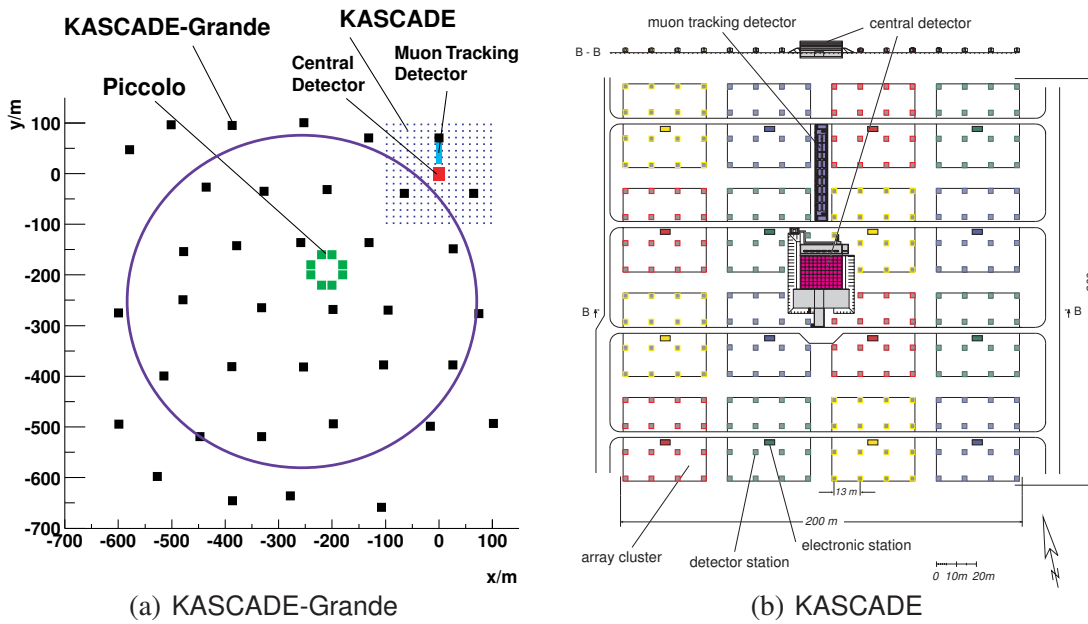 KASCADE-Grande
KASCADE
Piccolo
Central
Detector
Muon Tracking
Detector
y/m
100
0
-100
-200
-300
-400
-500
-600
-700
-700 -600 -500 -400 -300 -200 -100 0 100
x/m
(a) KASCADE-Grande
muon tracking detector
central detector
B - B
B
B
13 m
200 m
array cluster
detector station
electronic station
0 10m 20m
(b) KASCADE